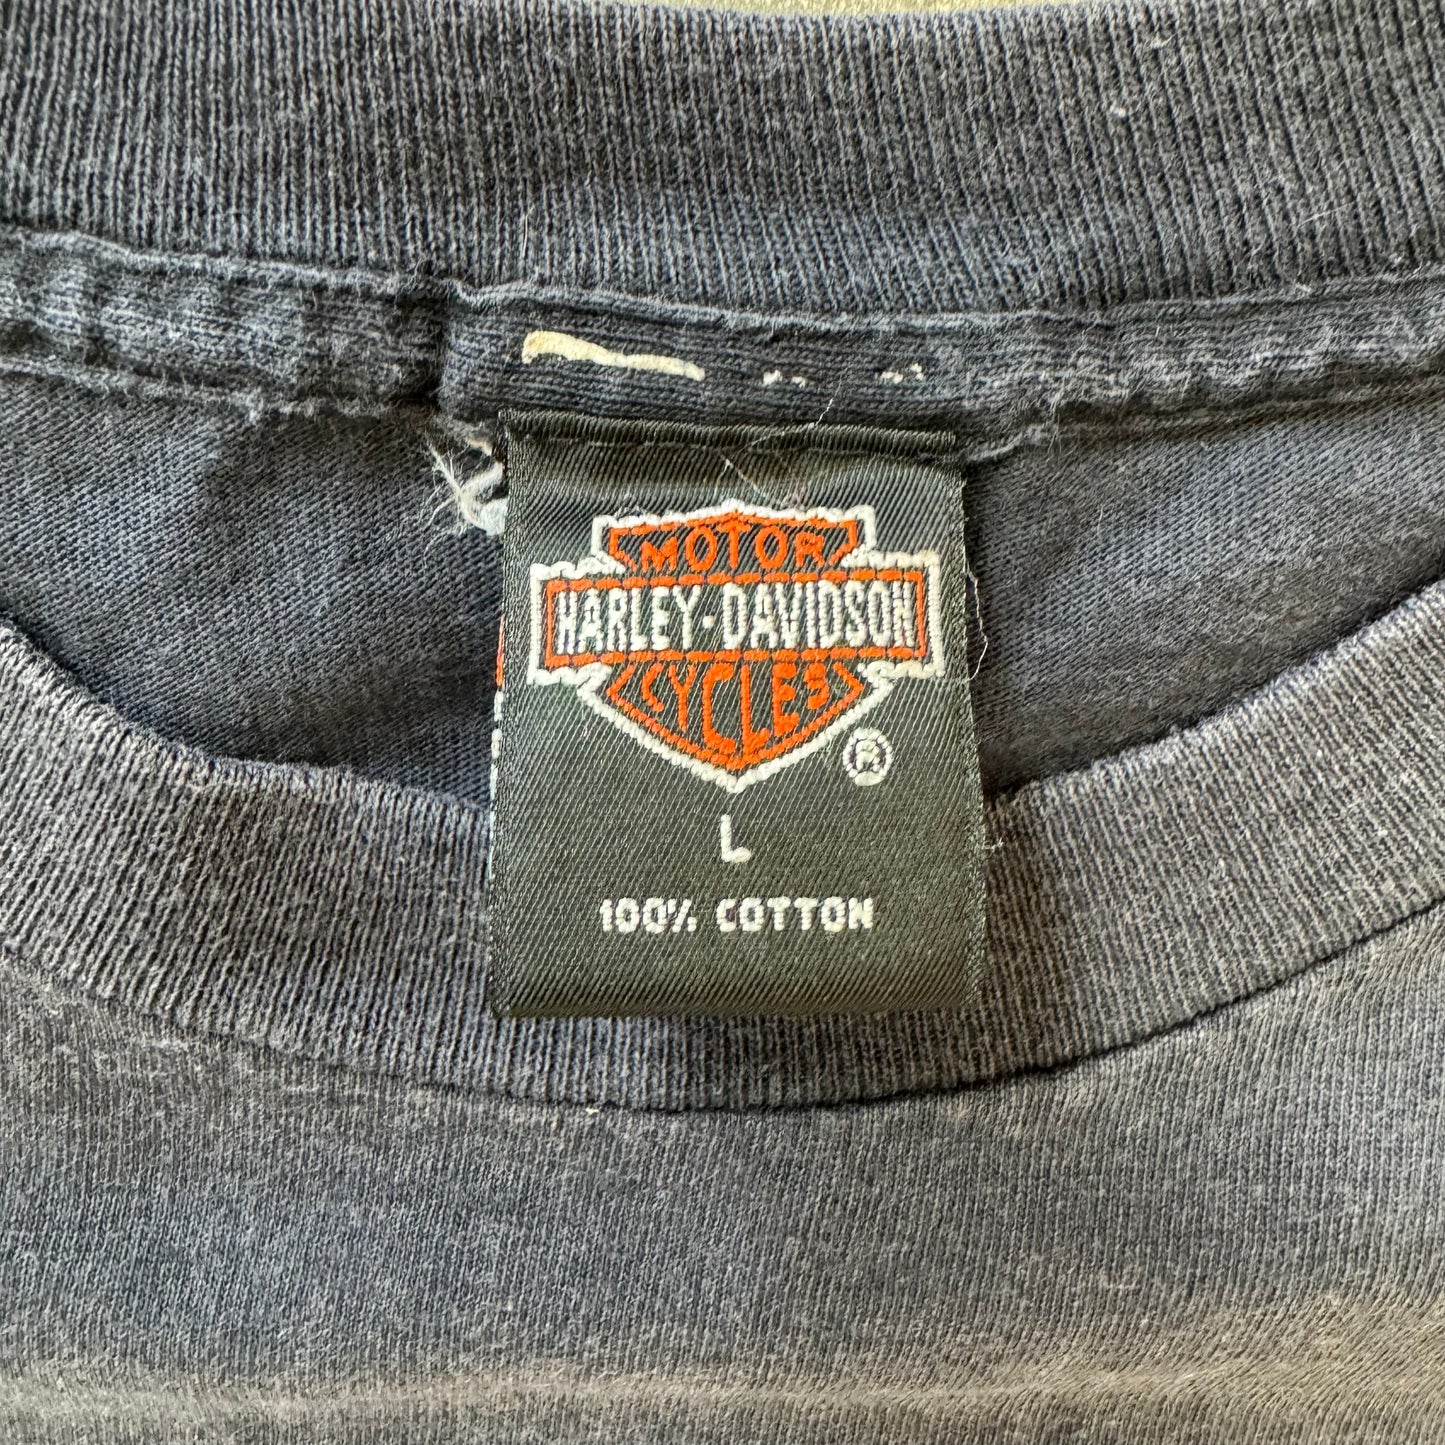 MOTOR
HARLEY-DAVIDSON
CYCLES
®
L
100% COTTON